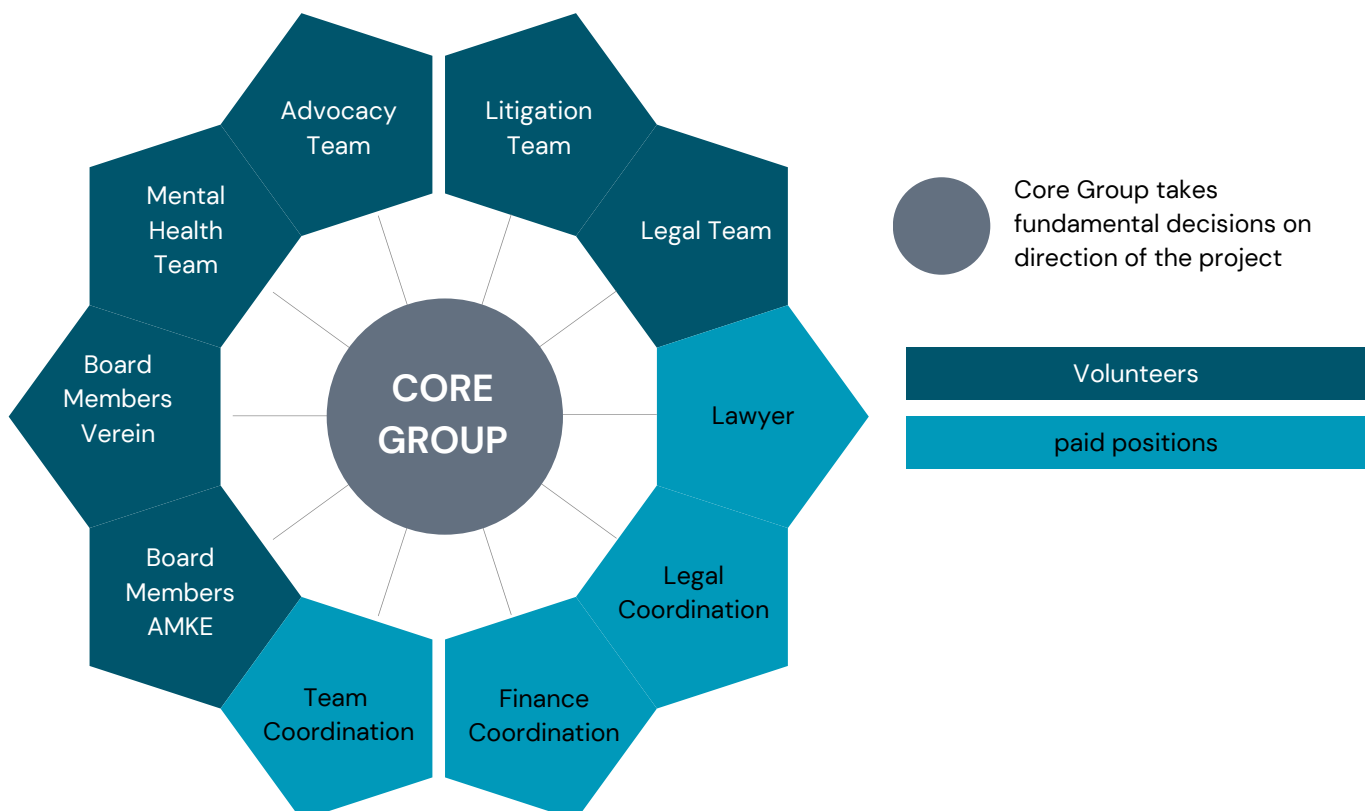 Advocacy
Team
Litigation
Team
Mental
Health
Team
Legal Team
Core Group takes
fundamental decisions on
direction of the project
Board
Members
Verein
CORE
GROUP
Lawyer
Volunteers
paid positions
Board
Members
AMKE
Legal
Coordination
Team
Coordination
Finance
Coordination